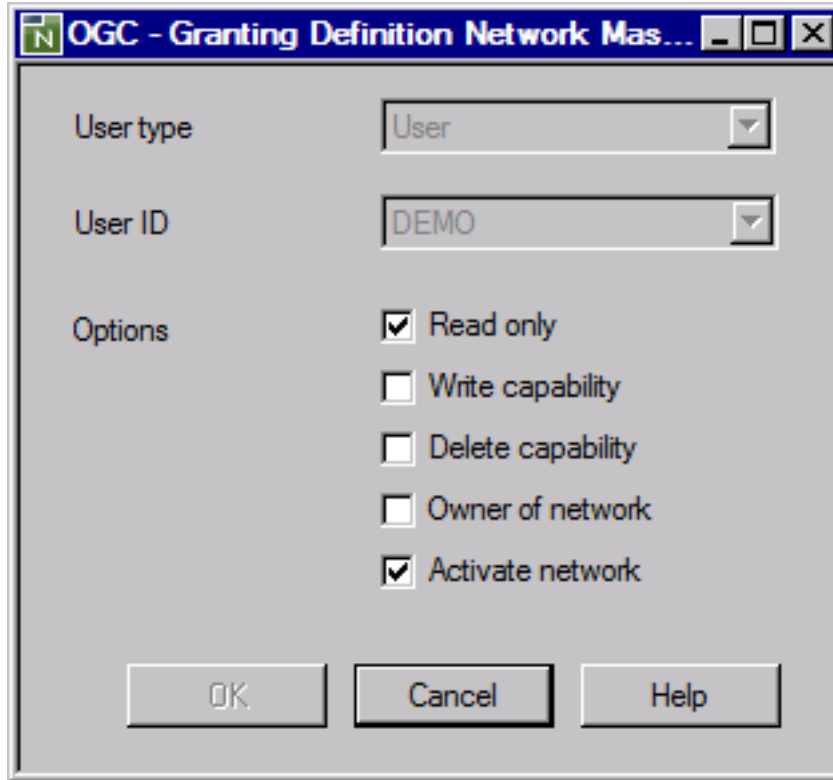 N OGC - Granting Definition Network Mas...
User type User
User ID DEMO
Options Read only
Write capability
Delete capability
Owner of network
Activate network
OK Cancel Help